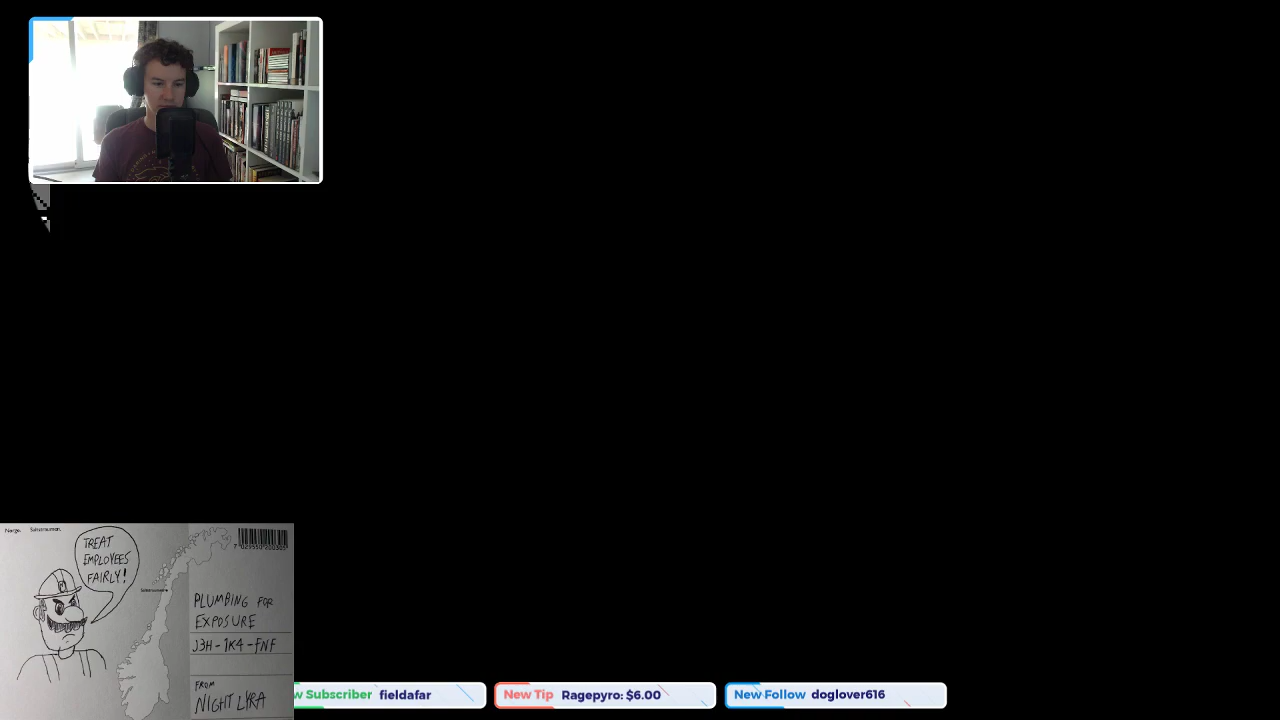 Norge.
TREAT
EMPLOYEES
FAIRLY!
PLUMBING FOR
EXPOSURE
J3H-1K4-FNF
FROM
NIGHT LYRA
w Subscriber fieldafar
New Tip Ragepyro: $6.00
New Follow doglover616